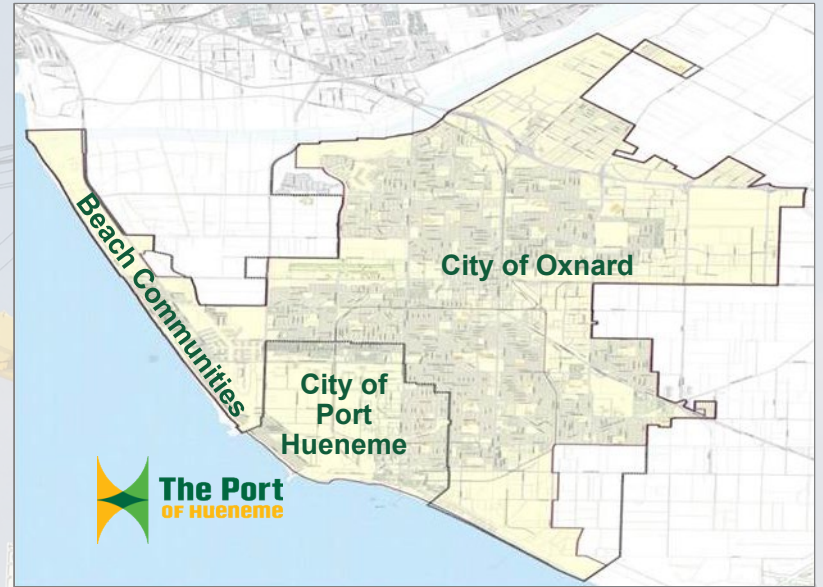 Beach Communities
City of Oxnard
City of
Port
Hueneme
The Port
OF HUENEME